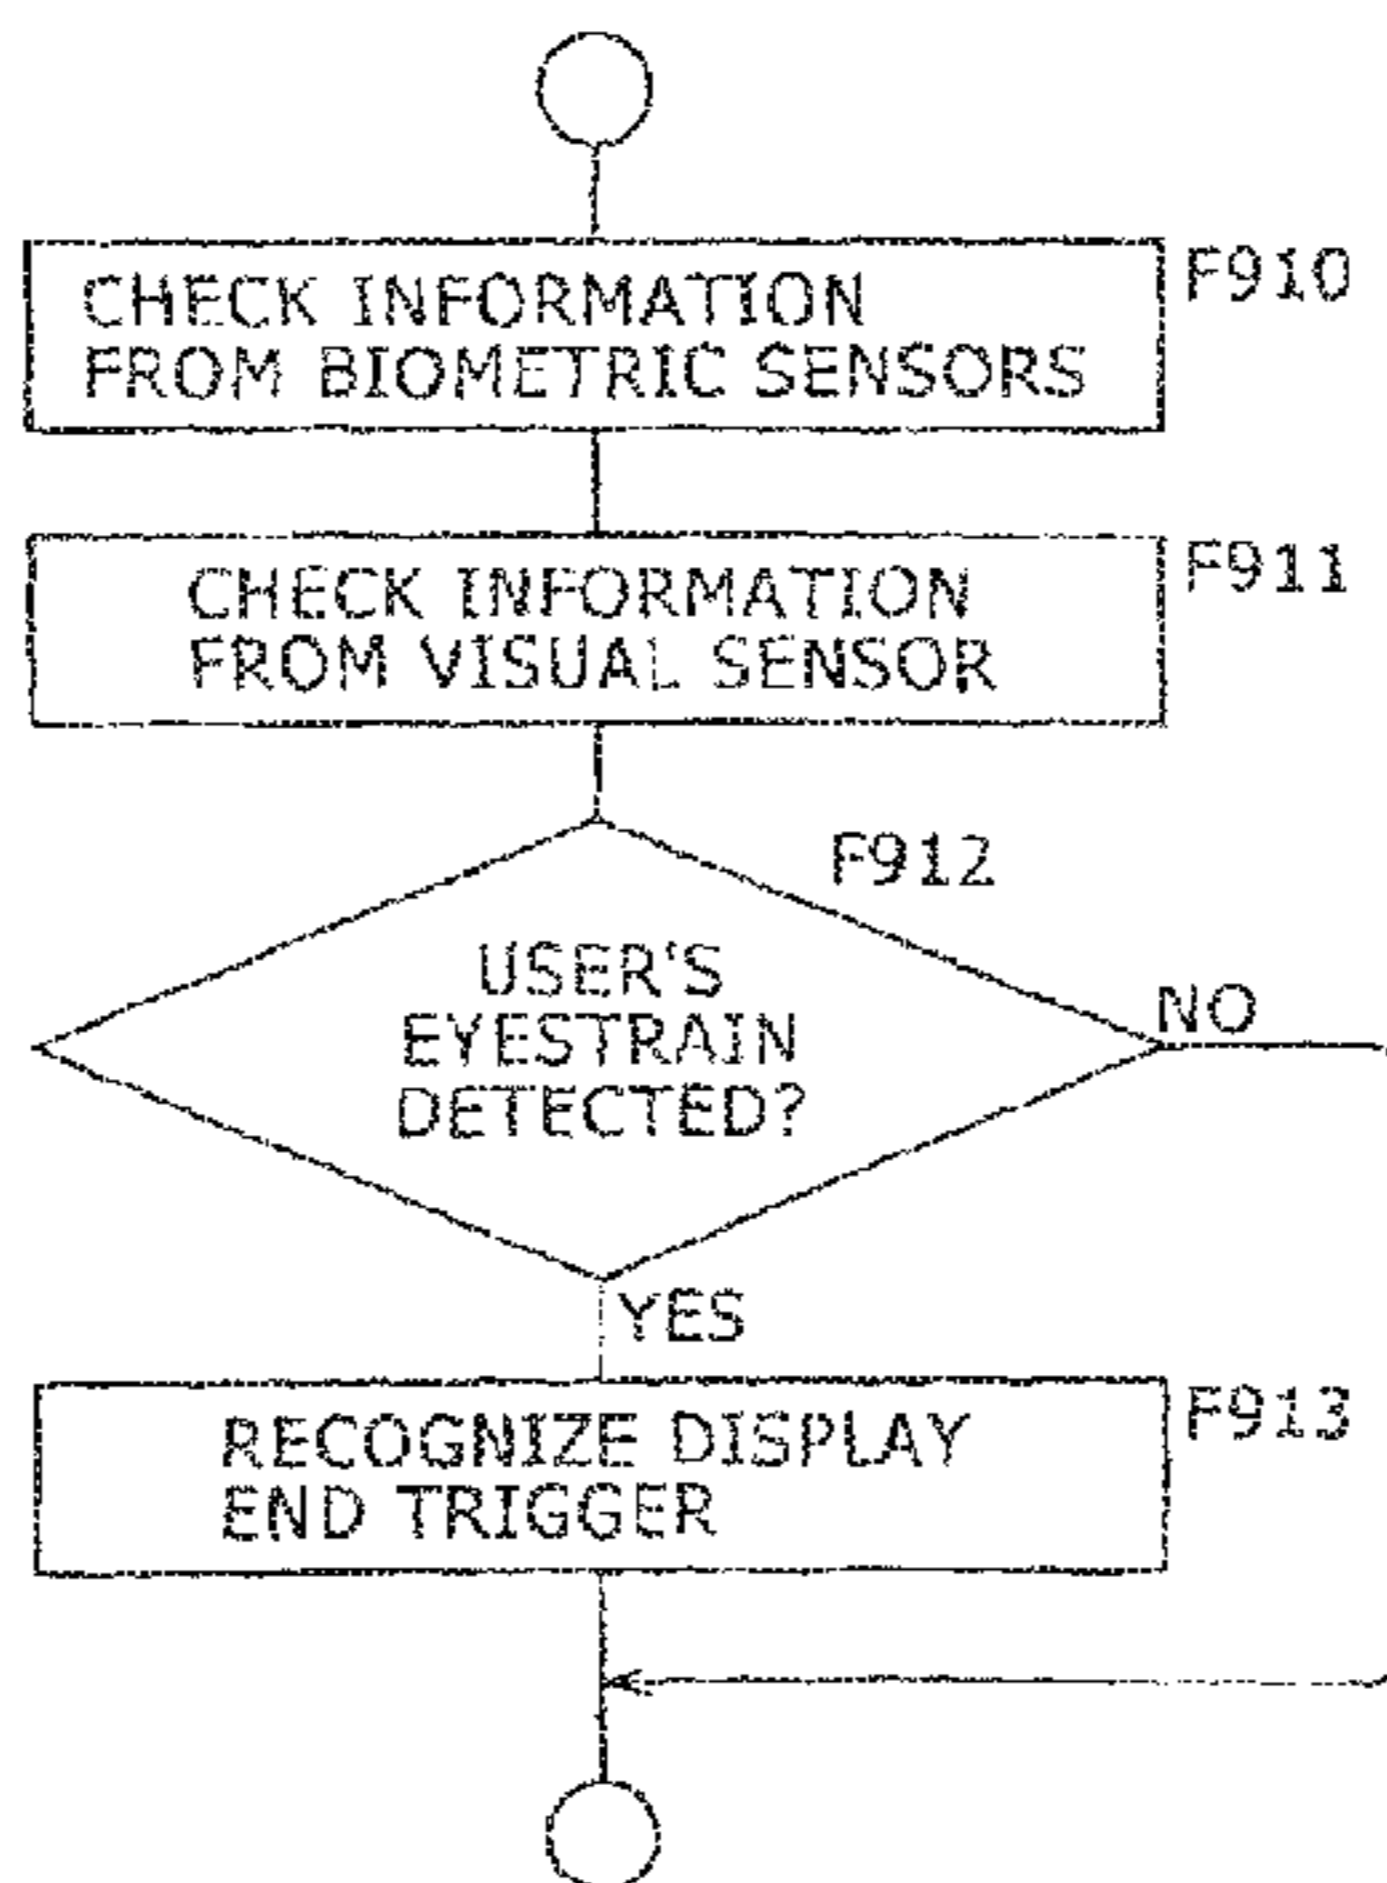 CHECK INFORMATION
FROM BIOMETRIC SENSORS
F910
CHECK INFORMATION
FROM VISUAL SENSOR
F911
F912
USER'S
EYESTRAIN
DETECTED?
NO
YES
RECOGNIZE DISPLAY
END TRIGGER
F913